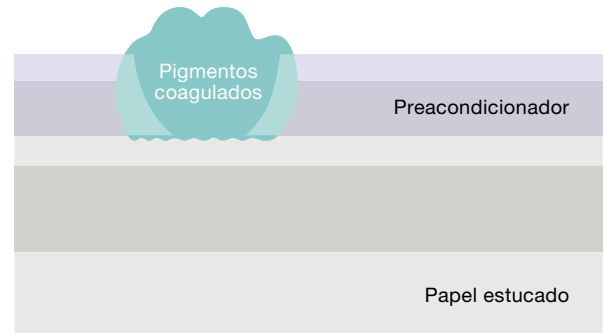 Pigmentos
coagulados
Preacondicionador
Papel estucado